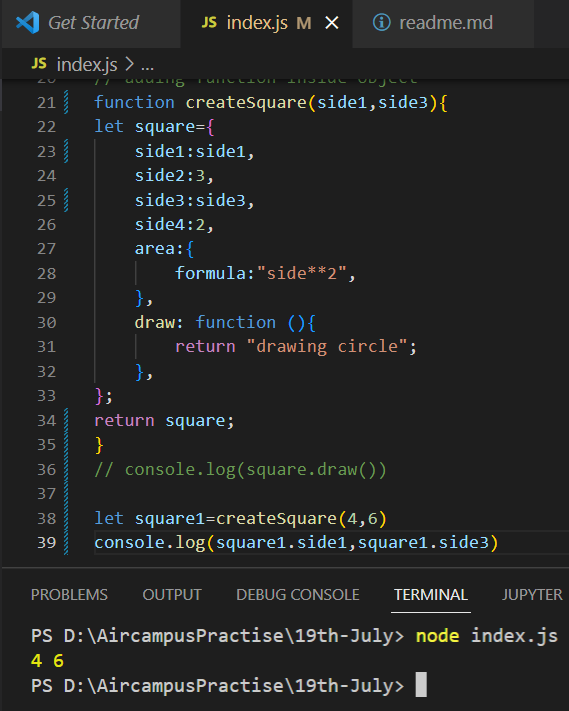 Get Started
JS index.js M ×
readme.md
JS index.js > ...
20 // adding function inside object
21 function createSquare(side1,side3){
22 let square={
23 side1:side1,
24 side2:3,
25 side3:side3,
26 side4:2,
27 area:{
28 formula:"side**2",
29 },
30 draw: function (){
31 return "drawing circle";
32 },
33 };
34 return square;
35 }
36 // console.log(square.draw())
37
38 let square1=createSquare(4,6)
39 console.log(square1.side1,square1.side3)
PROBLEMS OUTPUT DEBUG CONSOLE TERMINAL JUPYTER
PS D:\AircampusPractise\19th-July> node index.js
4 6
PS D:\AircampusPractise\19th-July>